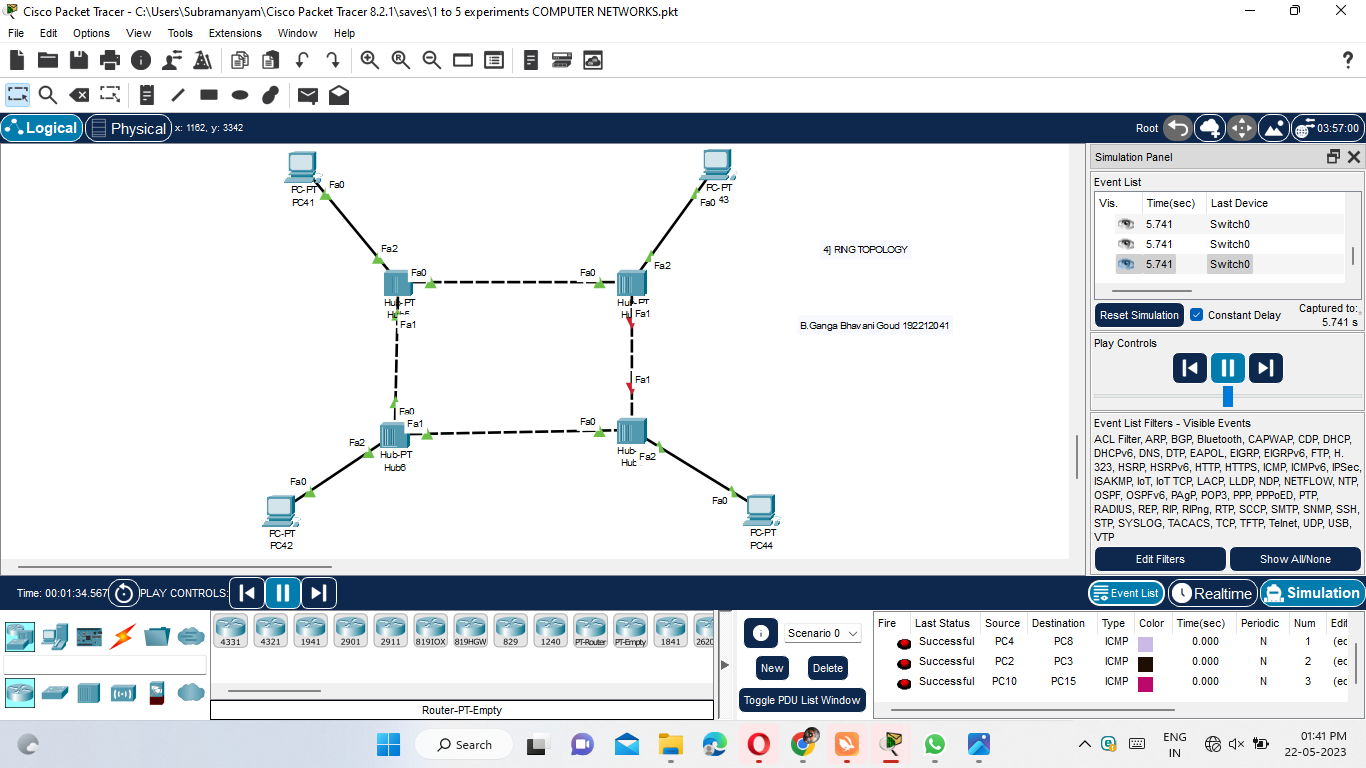 Cisco Packet Tracer - C:\Users\Subramanyam\Cisco Packet Tracer 8.2.1\saves\1 to 5 experiments COMPUTER NETWORKS.pkt
File Edit Options View Tools Extensions Window Help
Logical Physical x: 1162, y: 3342 Root 03:57:00
PC-PT
PC41
Fa0
Fa2
Fa0
PC-PT
43
Fa0
Fa2
Fa0
Hub-PT
Fa1
Fa1
4] RING TOPOLOGY
B.Ganga Bhavani Goud 192212041
Fa0
Fa1
Fa2
Hub-PT
Hub6
Fa0
PC-PT
PC42
Fa1
Fa0
Hub-
Fa2
Fa0
PC-PT
PC44
Simulation Panel
Event List
Vis. Time(sec) Last Device
5.741 Switch0
5.741 Switch0
5.741 Switch0
Reset Simulation Constant Delay Captured to:
5.741 s
Play Controls
Event List Filters - Visible Events
ACL Filter, ARP, BGP, Bluetooth, CAPWAP, CDP, DHCP,
DHCPv6, DNS, DTP, EAPOL, EIGRP, EIGRPv6, FTP, H.
323, HSRP, HSRPv6, HTTP, HTTPS, ICMP, ICMPv6, IPSec,
ISAKMP, IoT, IoT TCP, LACP, LLDP, NDP, NETFLOW, NTP,
OSPF, OSPFv6, PAgP, POP3, PPP, PPPoED, PTP,
RADIUS, REP, RIP, RIPng, RTP, SCCP, SMTP, SNMP, SSH,
STP, SYSLOG, TACACS, TCP, TFTP, Telnet, UDP, USB,
VTP
Edit Filters Show All/None
Time: 00:01:34.567 PLAY CONTROLS: Event List Realtime Simulation
4331 4321 1941 2901 2911 819IOX 819HGW 829 1240 PT-Router PT-Empty 1841 2620
Router-PT-Empty
Scenario 0
New Delete
Toggle PDU List Window
Fire Last Status Source Destination Type Color Time(sec) Periodic Num Edit
Successful PC4 PC8 ICMP 0.000 N 1 (ec
Successful PC2 PC3 ICMP 0.000 N 2 (ec
Successful PC10 PC15 ICMP 0.000 N 3 (ec
Search
ENG
IN
01:41 PM
22-05-2023